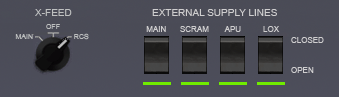 X-FEED
OFF
MAIN
RCS
EXTERNAL SUPPLY LINES
MAIN SCRAM APU LOX
CLOSED
OPEN